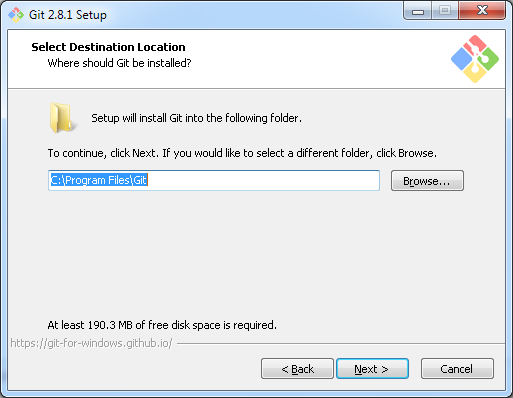 Git 2.8.1 Setup
Select Destination Location
Where should Git be installed?
Setup will install Git into the following folder.
To continue, click Next. If you would like to select a different folder, click Browse.
C:\Program Files\Git
Browse...
At least 190.3 MB of free disk space is required.
https://git-for-windows.github.io/
< Back
Next >
Cancel